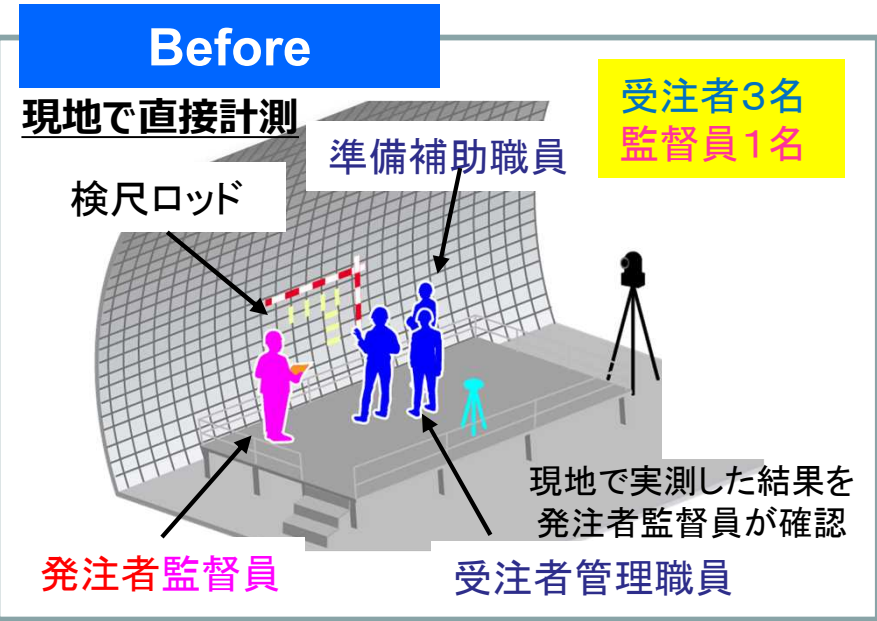 Before
現地で直接計測
受注者3名
監督員1名
準備補助職員
検尺ロッド
現地で実測した結果を
発注者監督員が確認
発注者監督員
受注者管理職員